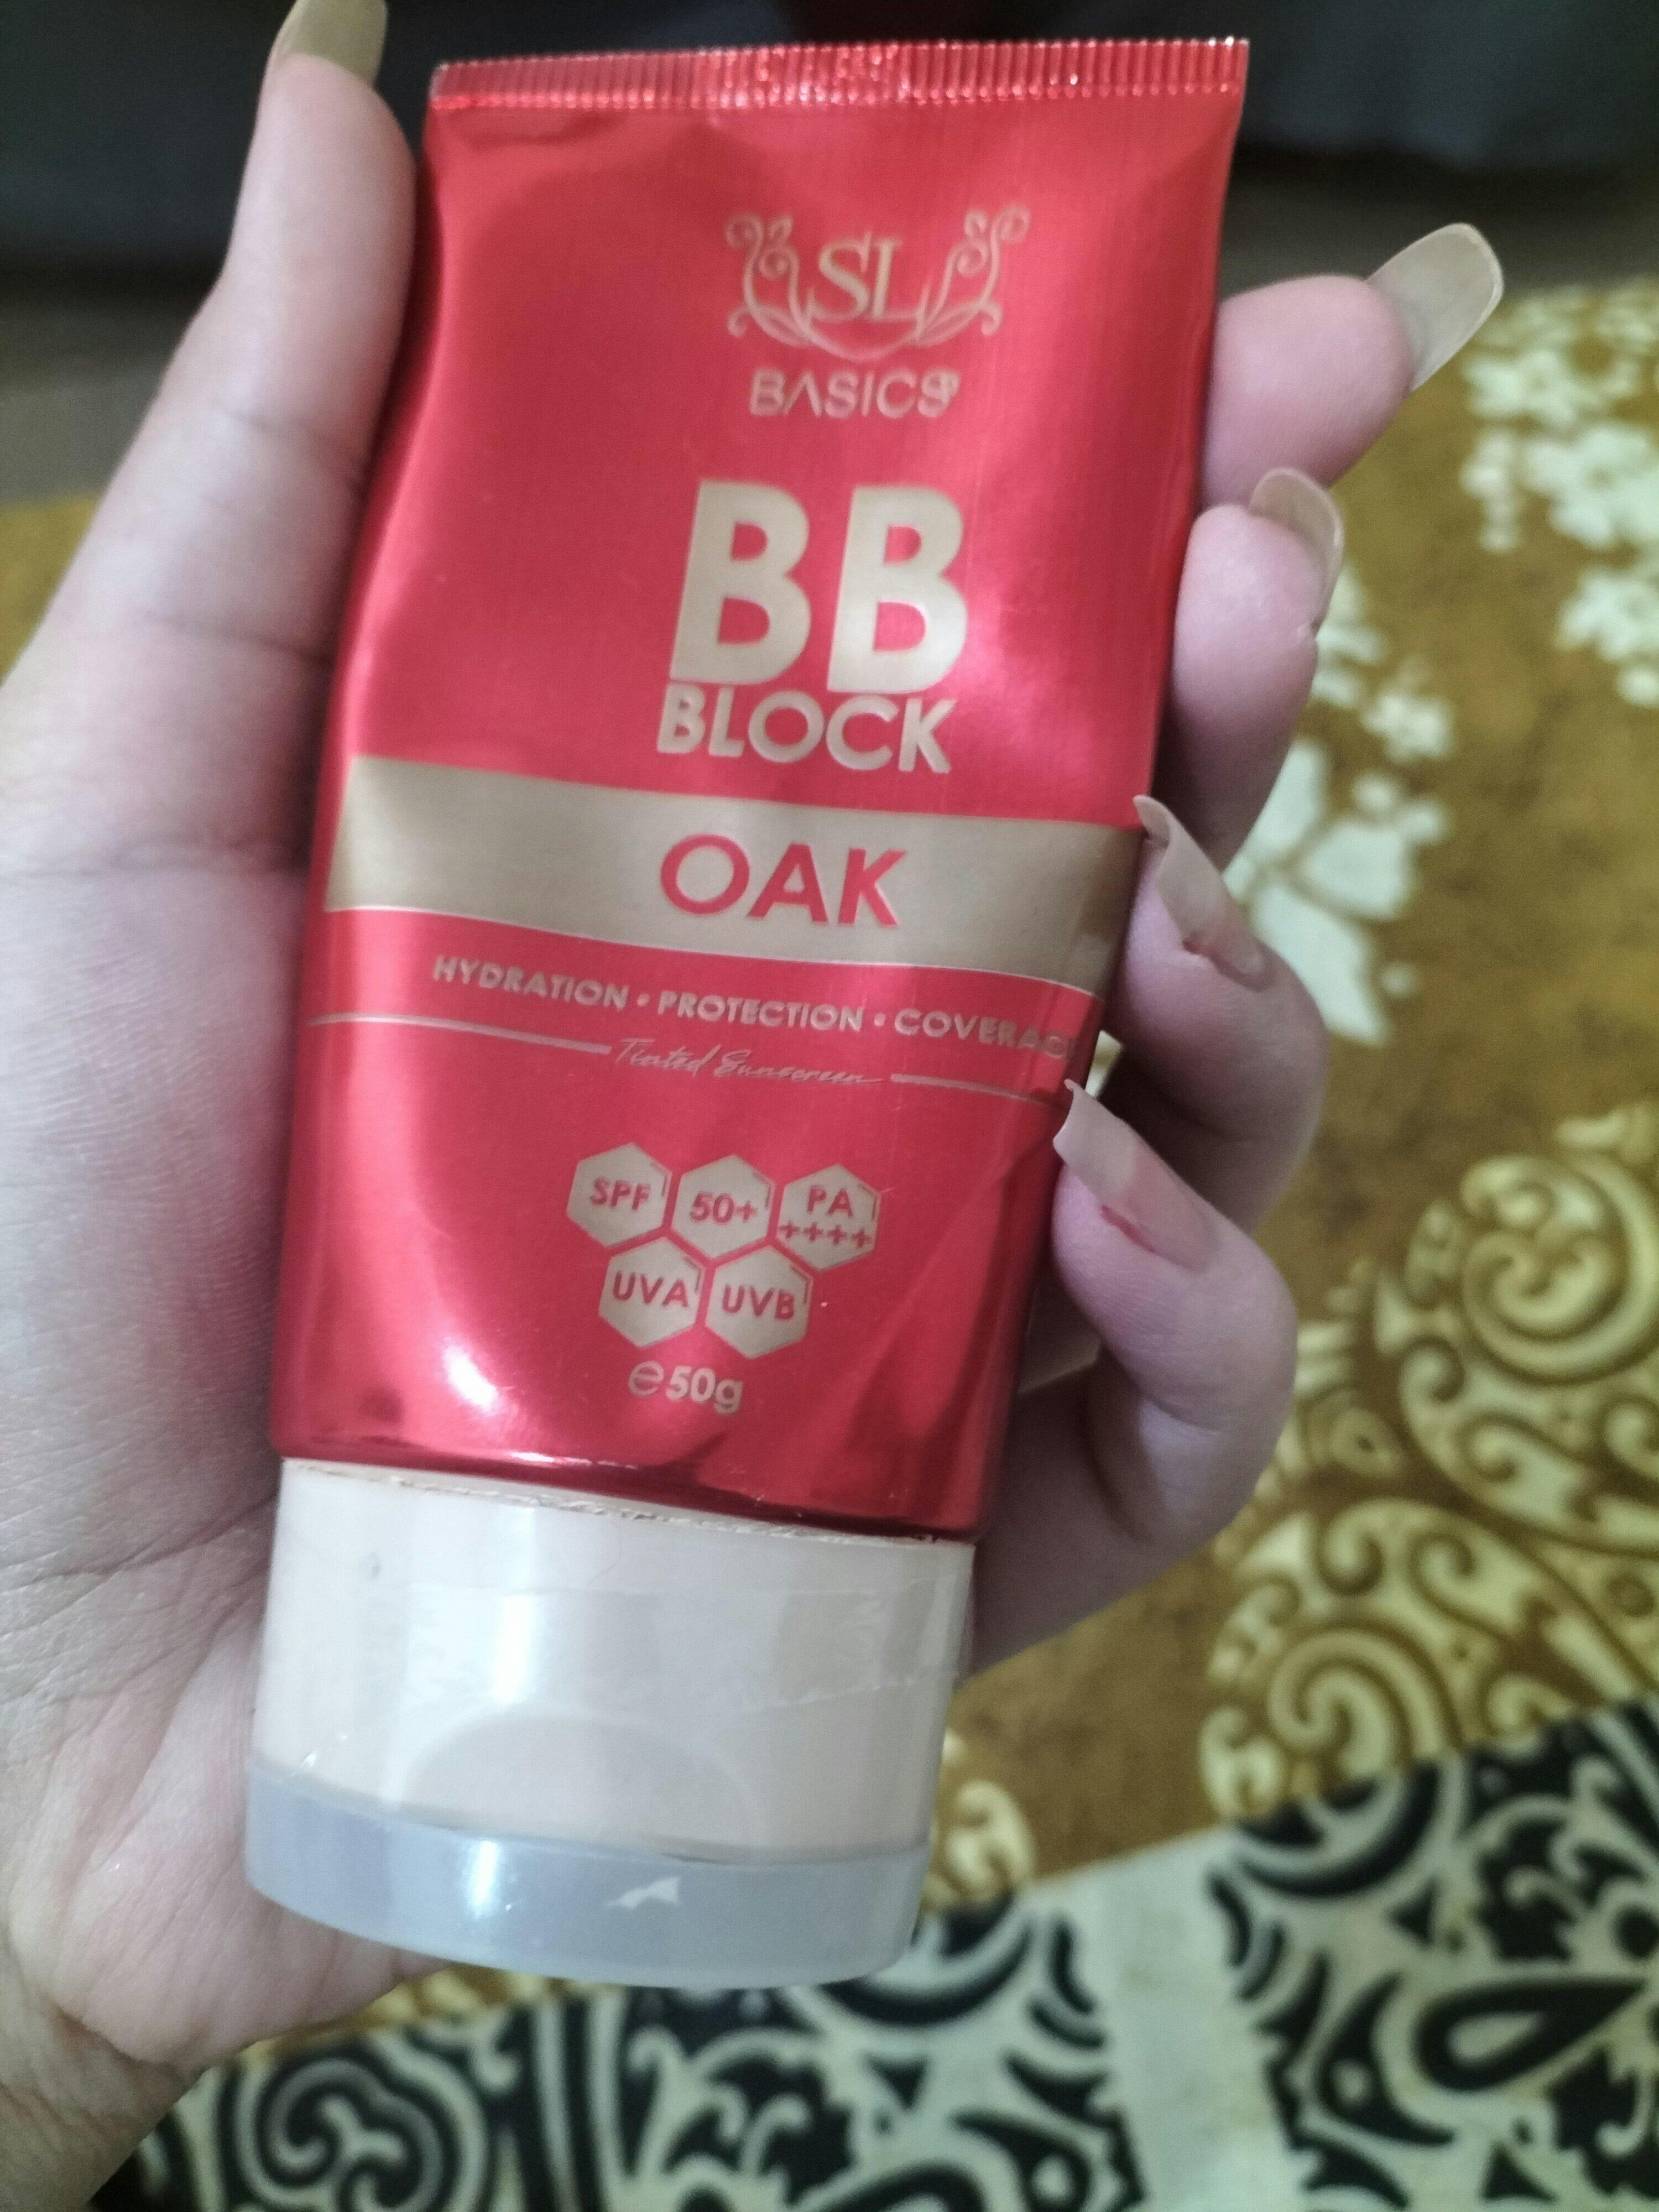 SL
BASICS
BB
BLOCK
OAK
HYDRATION • PROTECTION • COVERAGE
Tinted Sunscreen
SPF 50+ PA
++++
UVA UVB
℮50g